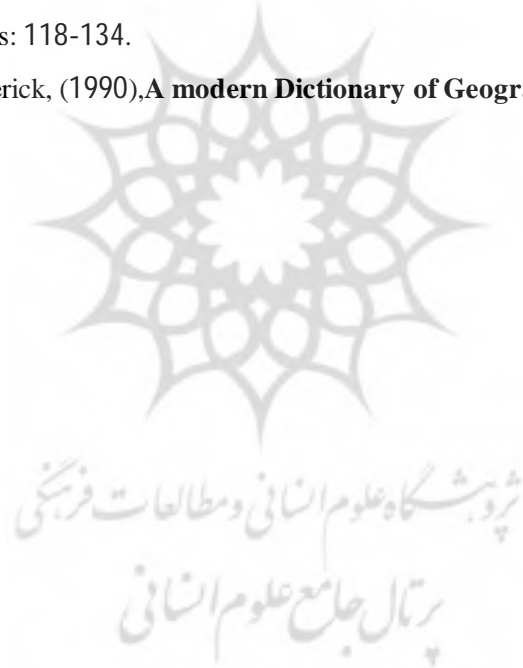 s: 118-134.
erick, (1990),A modern Dictionary of Geogr
پژوهشگاه علوم انسانی و مطالعات فرهنگی
پرتال جامع علوم انسانی